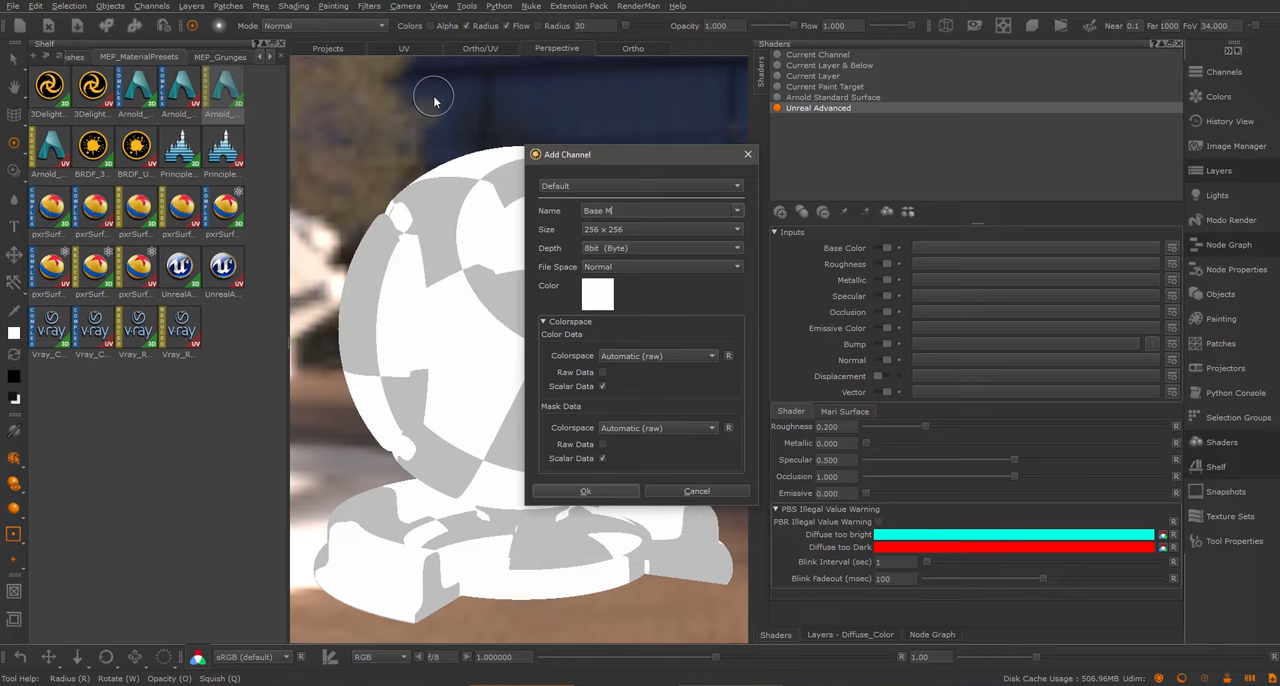 File Edit Selection Objects Channels Layers Patches Ptex Shading Painting Filters Camera View Tools Python Nuke Extension Pack RenderMan Help
Mode Normal Colors Alpha Radius Flow Radius 30 Opacity 1.000 Flow 1.000 Near 0.1 Far 1000 FoV 34.000
Shelf
shes MEP_MaterialPresets MEP_Grunges
3Delight... 3Delight... Arnold_... Arnold_... Arnold_...
Arnold_... BRDF_3... BRDF_U... Principle... Principle...
pxrSurf... pxrSurf... pxrSurf... pxrSurf... pxrSurf...
pxrSurf... pxrSurf... pxrSurf... UnrealA... UnrealA...
Vray_C... Vray_C... Vray_R... Vray_R...
Projects UV Ortho/UV Perspective Ortho
Add Channel
Default
Name Base M
Size 256 x 256
Depth 8bit (Byte)
File Space Normal
Color
Colorspace
Color Data
Colorspace Automatic (raw) R
Raw Data
Scalar Data
Mask Data
Colorspace Automatic (raw) R
Raw Data
Scalar Data
Ok Cancel
Shaders
Shaders
Current Channel
Current Layer & Below
Current Layer
Current Paint Target
Arnold Standard Surface
Unreal Advanced
Inputs
Base Color
Roughness
Metallic
Specular
Occlusion
Emissive Color
Bump
Normal
Displacement
Vector
Shader Mari Surface
Roughness 0.200 R
Metallic 0.000 R
Specular 0.500 R
Occlusion 1.000 R
Emissive 0.000 R
PBS Illegal Value Warning
PBR Illegal Value Warning R
Diffuse too bright R
Diffuse too Dark R
Blink Interval (sec) 1 R
Blink Fadeout (msec) 100 R
Shaders Layers - Diffuse_Color Node Graph
Channels
Colors
History View
Image Manager
Layers
Lights
Modo Render
Node Graph
Node Properties
Objects
Painting
Patches
Projectors
Python Console
Selection Groups
Shaders
Shelf
Snapshots
Texture Sets
Tool Properties
sRGB (default) R RGB f/8 1.000000 R 1.00 R
Tool Help: Radius (R) Rotate (W) Opacity (O) Squish (Q) Disk Cache Usage : 506.96MB Udim: